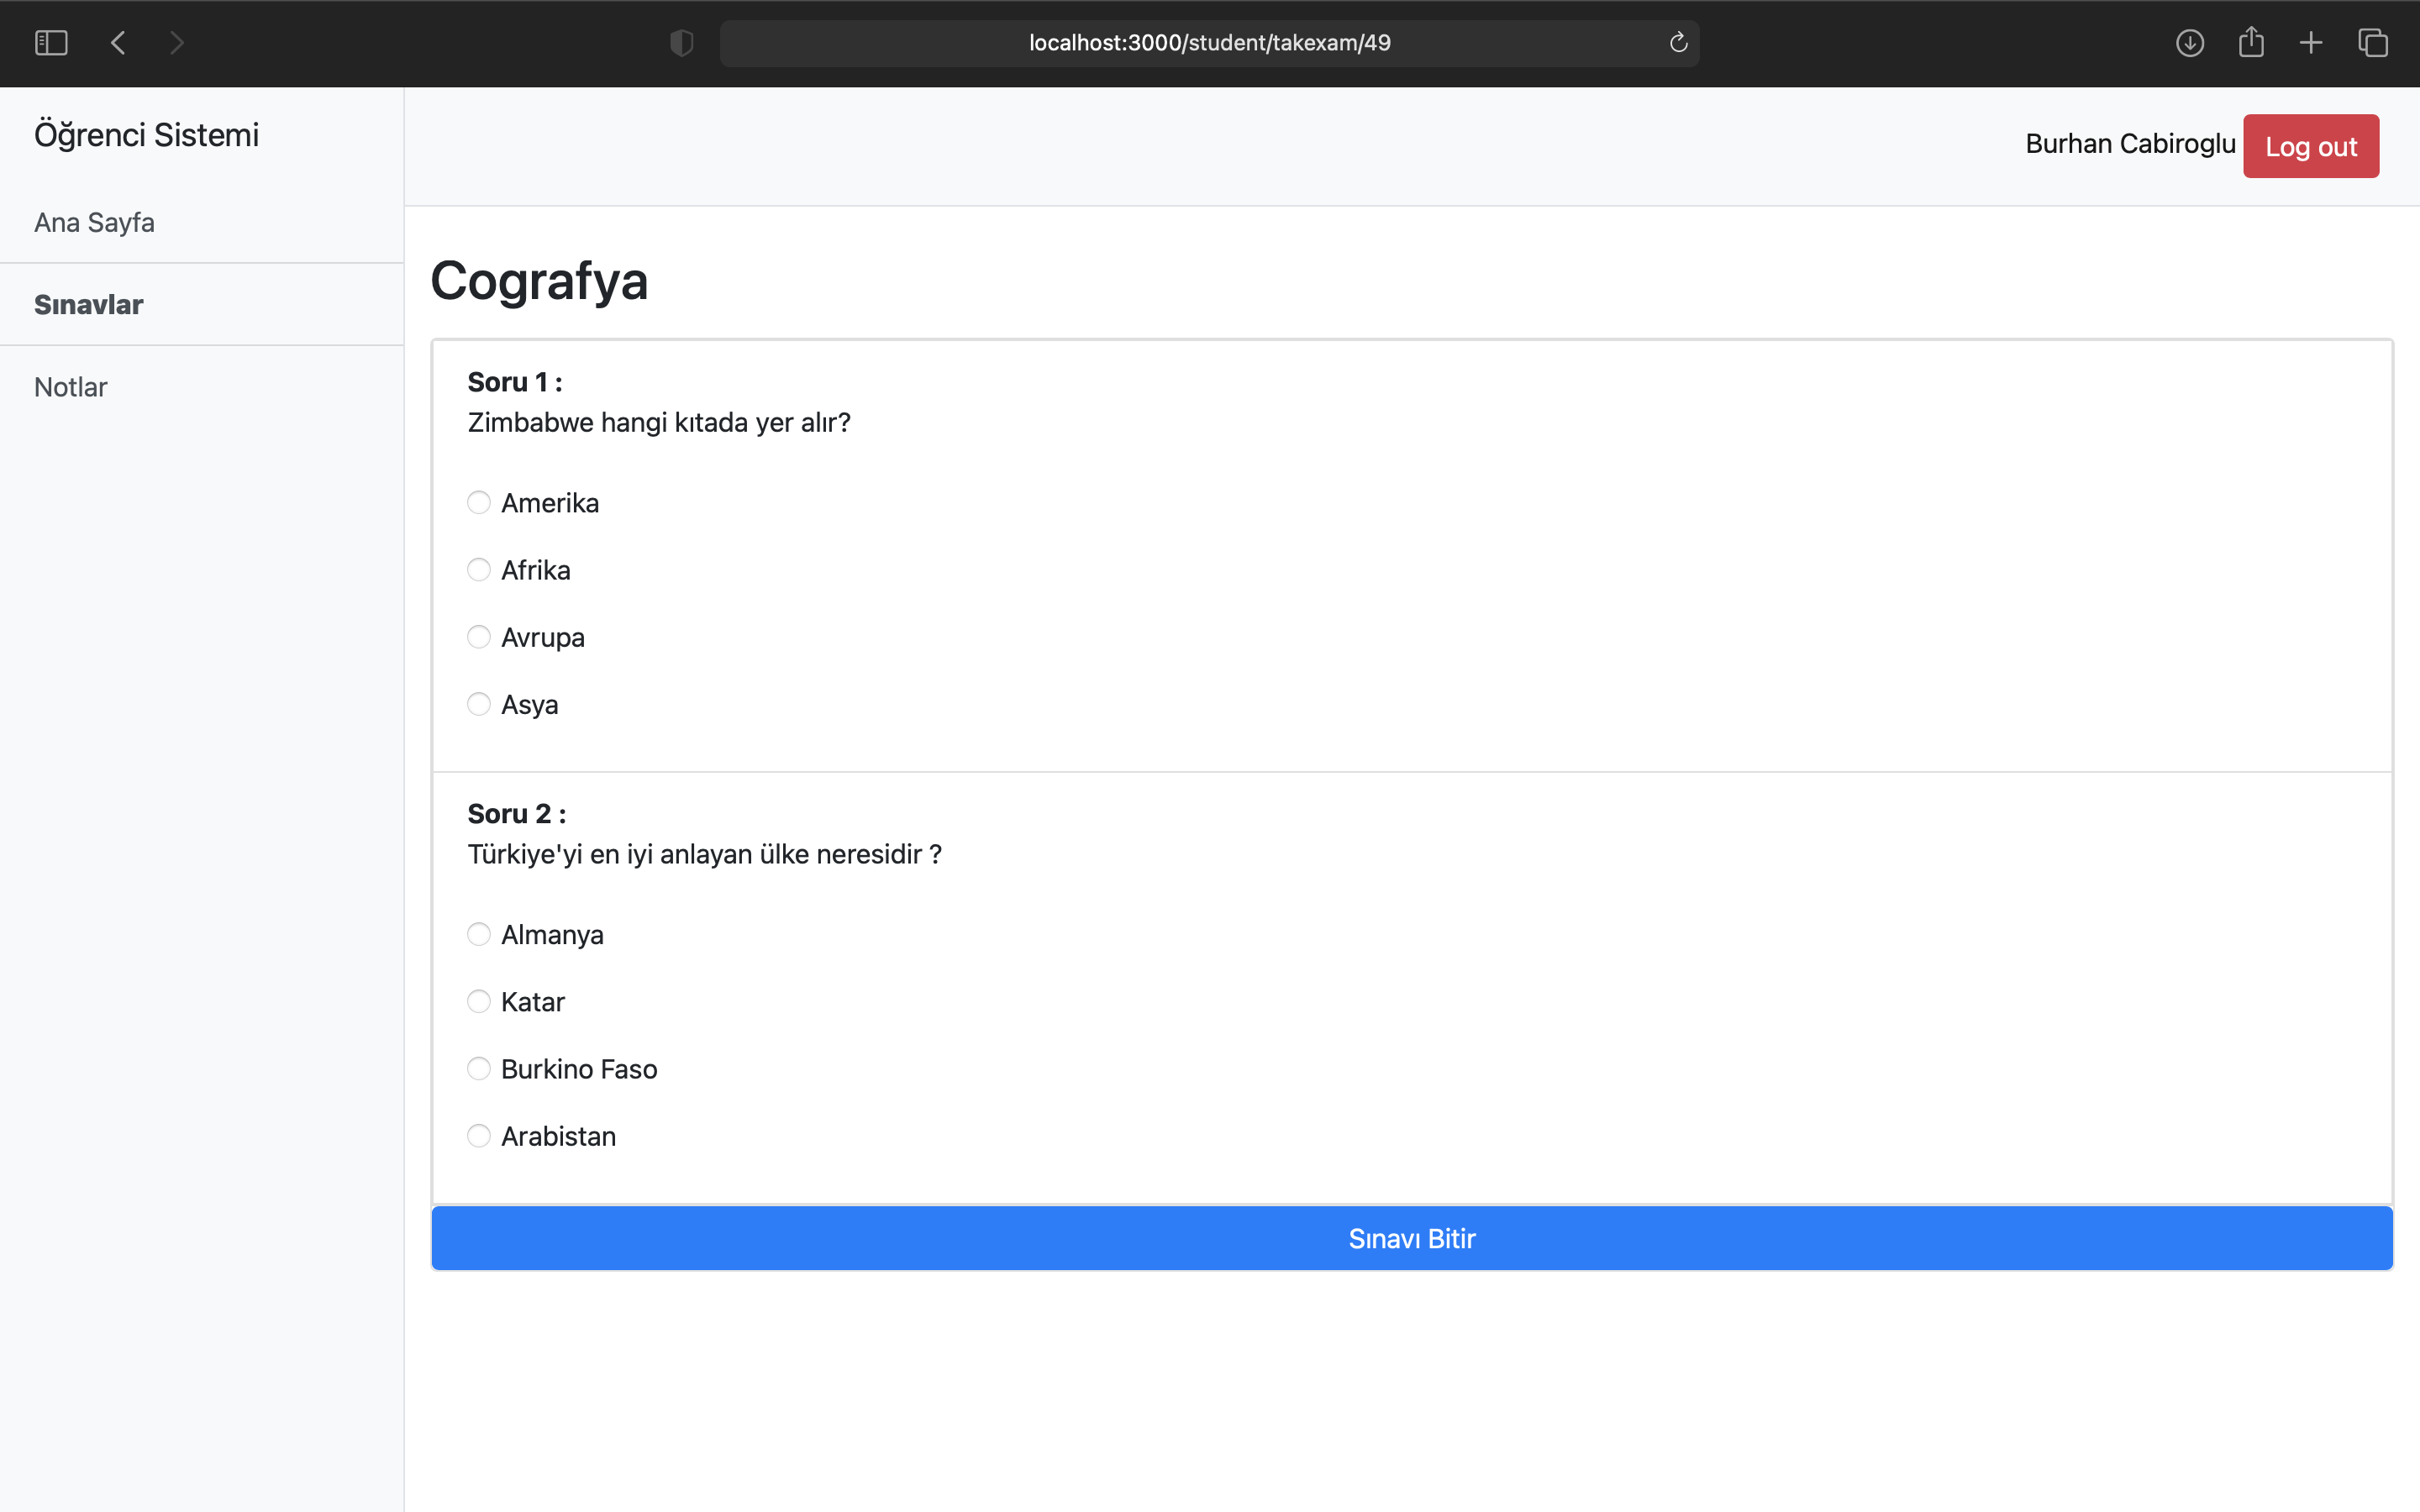 localhost:3000/student/takexam/49
Öğrenci Sistemi
Burhan Cabiroglu
Log out
Ana Sayfa
Sınavlar
Notlar
Cografya
Soru 1 :
Zimbabwe hangi kıtada yer alır?
Amerika
Afrika
Avrupa
Asya
Soru 2 :
Türkiye'yi en iyi anlayan ülke neresidir ?
Almanya
Katar
Burkino Faso
Arabistan
Sınavı Bitir